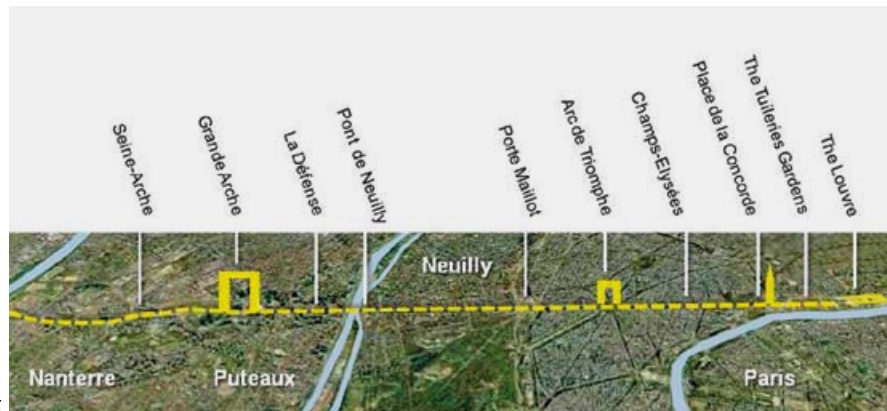 Seine-Arche
Grande Arche
La Défense
Pont de Neuilly
Porte Maillot
Arc de Triomphe
Champs-Elysées
Place de la Concorde
The Tuileries Gardens
The Louvre
Neuilly
Nanterre
Puteaux
Paris